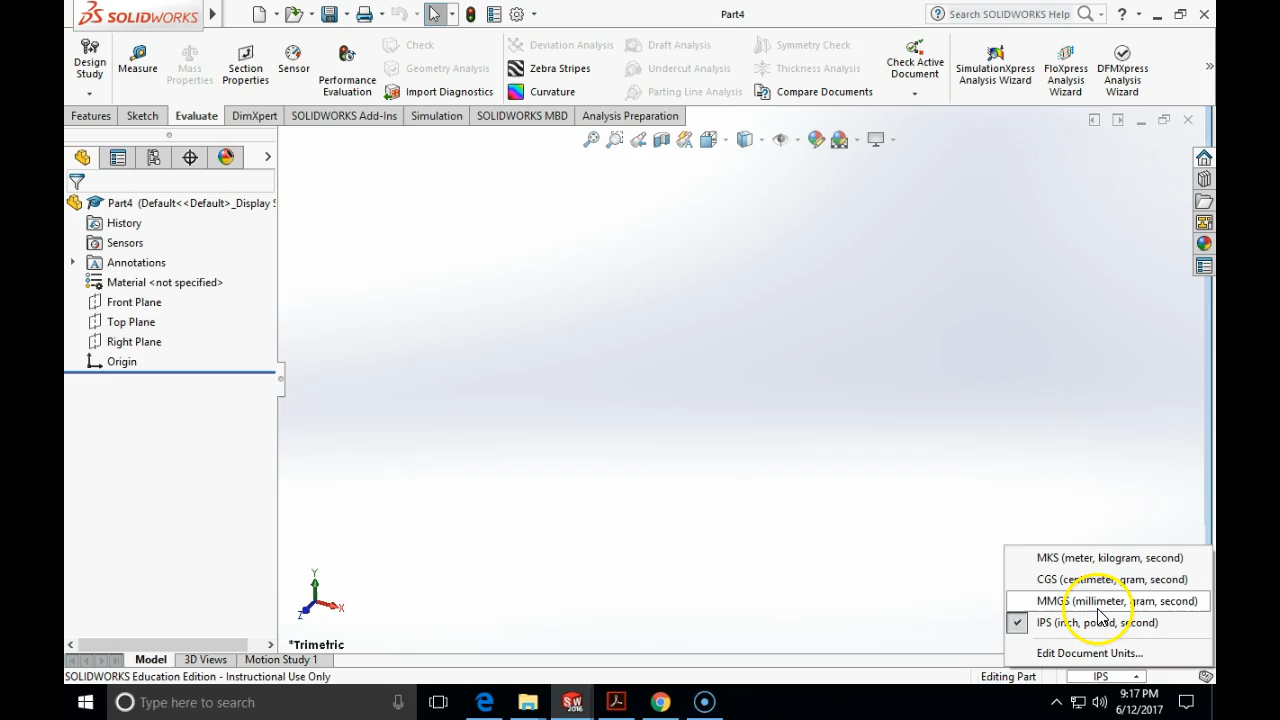 SOLIDWORKS
Part4
Search SOLIDWORKS Help
?
Design Study
Measure
Mass Properties
Section Properties
Sensor
Performance Evaluation
Check
Geometry Analysis
Import Diagnostics
Deviation Analysis
Zebra Stripes
Curvature
Draft Analysis
Undercut Analysis
Parting Line Analysis
Symmetry Check
Thickness Analysis
Compare Documents
Check Active Document
SimulationXpress Analysis Wizard
FloXpress Analysis Wizard
DFMXpress Analysis Wizard
Features Sketch Evaluate DimXpert SOLIDWORKS Add-Ins Simulation SOLIDWORKS MBD Analysis Preparation
Part4 (Default<<Default>_Display S
History
Sensors
Annotations
Material <not specified>
Front Plane
Top Plane
Right Plane
Origin
Y
X
Z
*Trimetric
MKS (meter, kilogram, second)
CGS (centimeter, gram, second)
MMGS (millimeter, gram, second)
IPS (inch, pound, second)
Edit Document Units...
Model 3D Views Motion Study 1
SOLIDWORKS Education Edition - Instructional Use Only
Editing Part
IPS
Type here to search
SW
2016
9:17 PM
6/12/2017